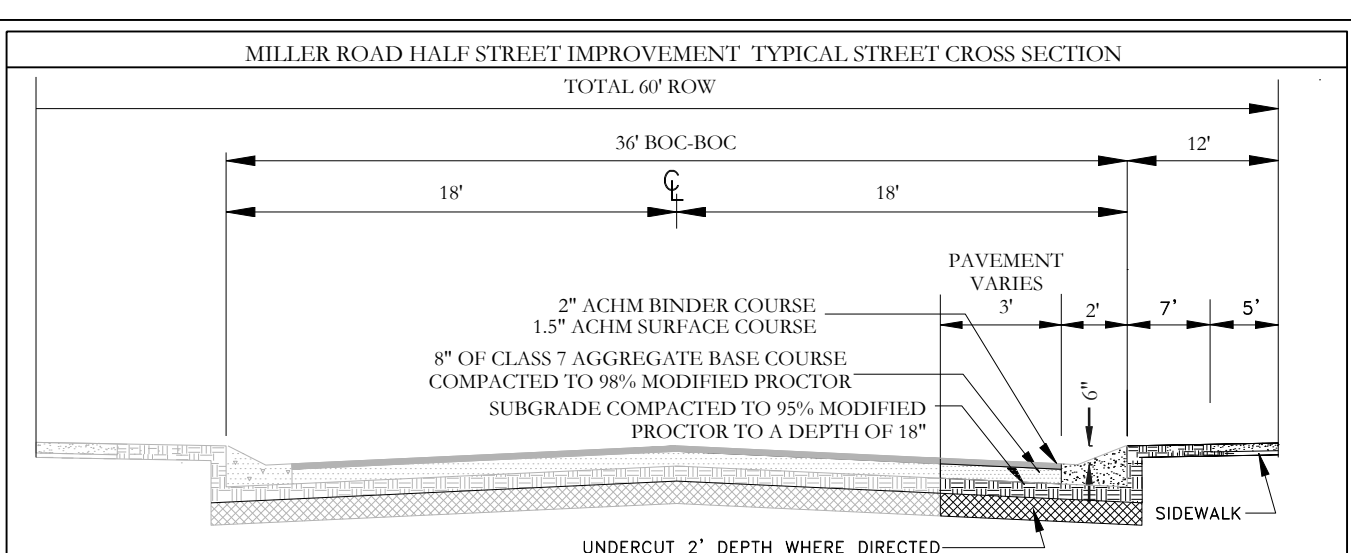 MILLER ROAD HALF STREET IMPROVEMENT TYPICAL STREET CROSS SECTION
TOTAL 60' ROW
36' BOC-BOC
12'
18'
CL
18'
PAVEMENT
VARIES
3'
2'
7'
5'
2" ACHM BINDER COURSE
1.5" ACHM SURFACE COURSE
8" OF CLASS 7 AGGREGATE BASE COURSE
COMPACTED TO 98% MODIFIED PROCTOR
SUBGRADE COMPACTED TO 95% MODIFIED
PROCTOR TO A DEPTH OF 18"
6"
SIDEWALK
UNDERCUT 2' DEPTH WHERE DIRECTED